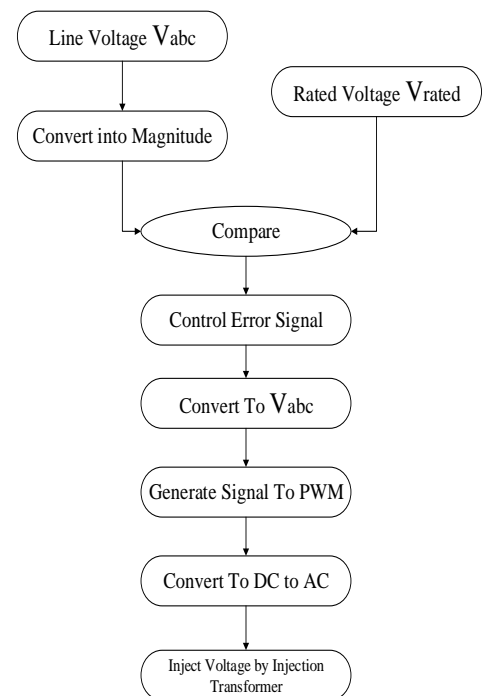 Line Voltage Vabc
Rated Voltage Vrated
Convert into Magnitude
Compare
Control Error Signal
Convert To Vabc
Generate Signal To PWM
Convert To DC to AC
Inject Voltage by Injection
Transformer